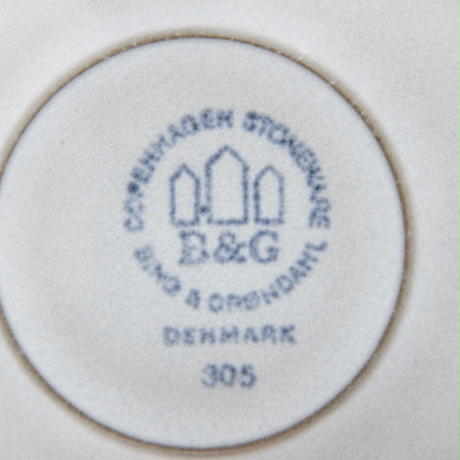 COPENHAGEN STONEWARE
B&G
BING & GRØNDAHL
DENMARK
305